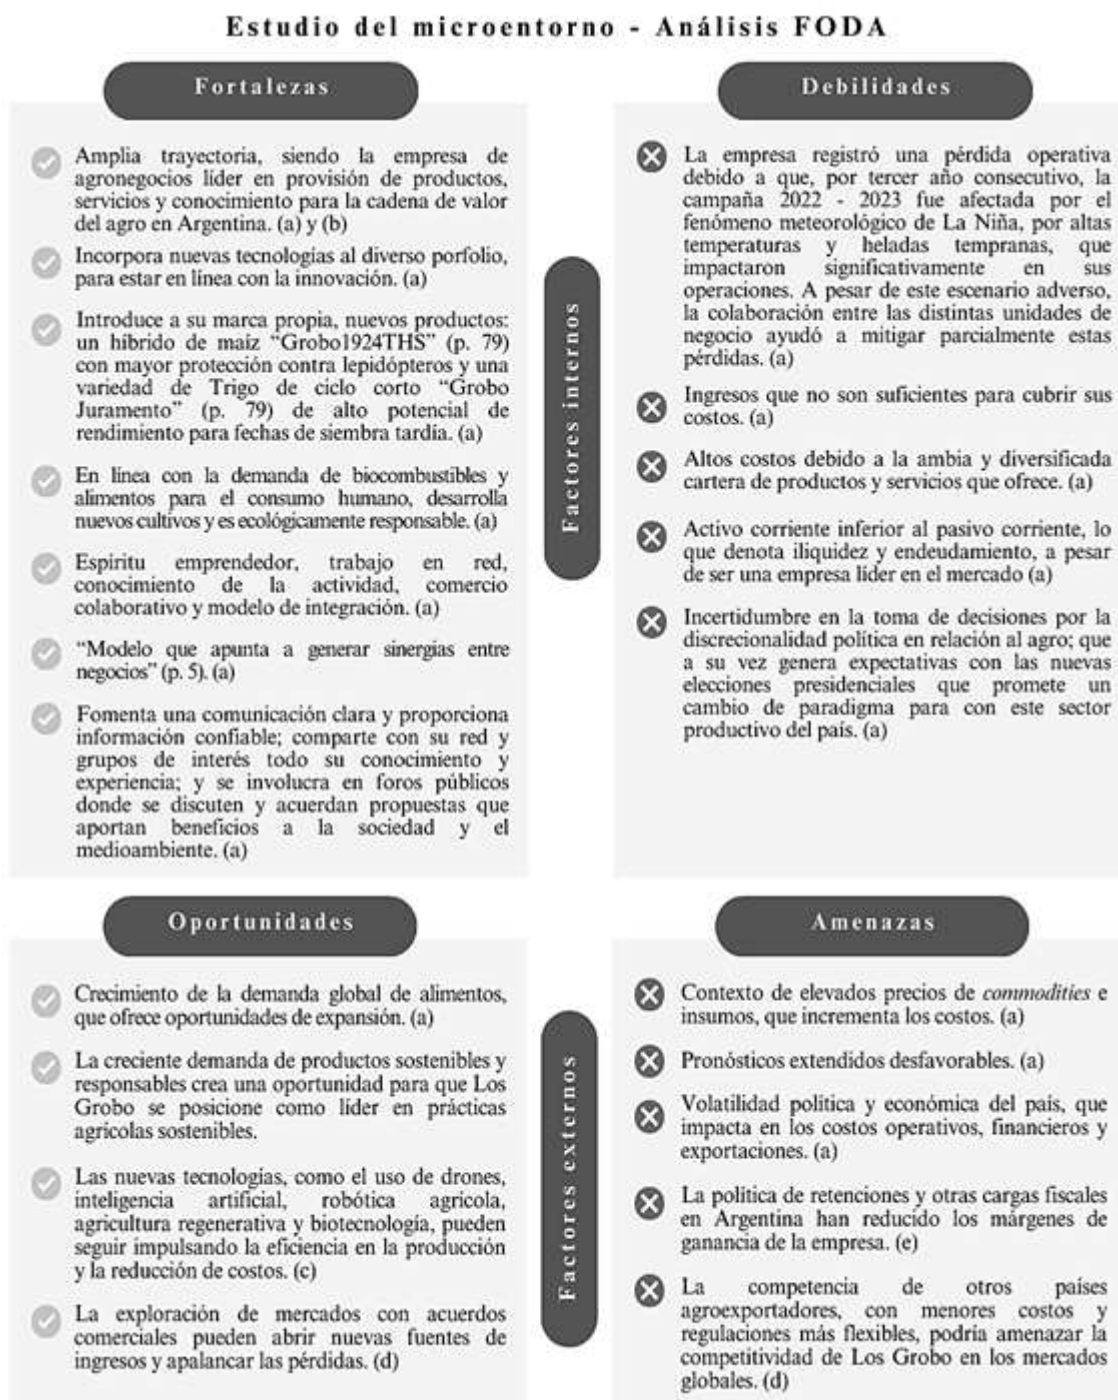 Estudio del microentorno - Análisis FODA
Fortalezas
Amplia trayectoria, siendo la empresa de
agronegocios líder en provisión de productos,
servicios y conocimiento para la cadena de valor
del agro en Argentina. (a) y (b)
Incorpora nuevas tecnologías al diverso porfolio,
para estar en línea con la innovación. (a)
Introduce a su marca propia, nuevos productos:
un híbrido de maíz “Grobo1924THS” (p. 79)
con mayor protección contra lepidópteros y una
variedad de Trigo de ciclo corto “Grobo
Juramento” (p. 79) de alto potencial de
rendimiento para fechas de siembra tardía. (a)
En línea con la demanda de biocombustibles y
alimentos para el consumo humano, desarrolla
nuevos cultivos y es ecológicamente responsable. (a)
Espíritu emprendedor, trabajo en red,
conocimiento de la actividad, comercio
colaborativo y modelo de integración. (a)
“Modelo que apunta a generar sinergias entre
negocios” (p. 5). (a)
Fomenta una comunicación clara y proporciona
información confiable; comparte con su red y
grupos de interés todo su conocimiento y
experiencia; y se involucra en foros públicos
donde se discuten y acuerdan propuestas que
aportan beneficios a la sociedad y el
medioambiente. (a)
Factores internos
Debilidades
La empresa registró una pérdida operativa
debido a que, por tercer año consecutivo, la
campaña 2022 - 2023 fue afectada por el
fenómeno meteorológico de La Niña, por altas
temperaturas y heladas tempranas, que
impactaron significativamente en sus
operaciones. A pesar de este escenario adverso,
la colaboración entre las distintas unidades de
negocio ayudó a mitigar parcialmente estas
pérdidas. (a)
Ingresos que no son suficientes para cubrir sus
costos. (a)
Altos costos debido a la ambia y diversificada
cartera de productos y servicios que ofrece. (a)
Activo corriente inferior al pasivo corriente, lo
que denota iliquidez y endeudamiento, a pesar
de ser una empresa líder en el mercado (a)
Incertidumbre en la toma de decisiones por la
discrecionalidad política en relación al agro; que
a su vez genera expectativas con las nuevas
elecciones presidenciales que promete un
cambio de paradigma para con este sector
productivo del país. (a)
Oportunidades
Crecimiento de la demanda global de alimentos,
que ofrece oportunidades de expansión. (a)
La creciente demanda de productos sostenibles y
responsables crea una oportunidad para que Los
Grobo se posicione como líder en prácticas
agrícolas sostenibles.
Las nuevas tecnologías, como el uso de drones,
inteligencia artificial, robótica agrícola,
agricultura regenerativa y biotecnología, pueden
seguir impulsando la eficiencia en la producción
y la reducción de costos. (c)
La exploración de mercados con acuerdos
comerciales pueden abrir nuevas fuentes de
ingresos y apalancar las pérdidas. (d)
Factores externos
Amenazas
Contexto de elevados precios de commodities e
insumos, que incrementa los costos. (a)
Pronósticos extendidos desfavorables. (a)
Volatilidad política y económica del país, que
impacta en los costos operativos, financieros y
exportaciones. (a)
La política de retenciones y otras cargas fiscales
en Argentina han reducido los márgenes de
ganancia de la empresa. (e)
La competencia de otros países
agroexportadores, con menores costos y
regulaciones más flexibles, podría amenazar la
competitividad de Los Grobo en los mercados
globales. (d)